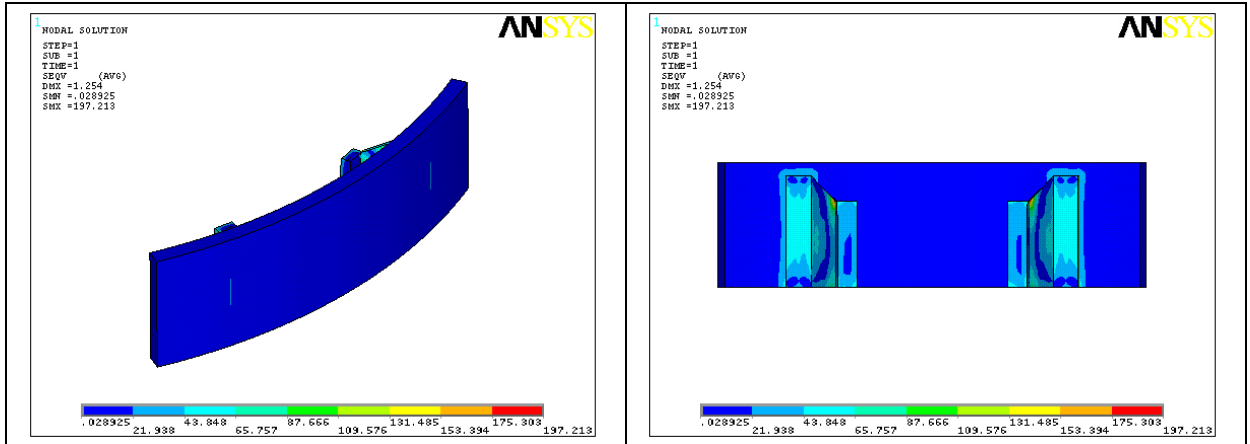 1
NODAL SOLUTION
ANSYS
STEP=1
SUB =1
TIME=1
SEQV (AVG)
DMX =1.254
SMN =.028925
SMX =197.213
.028925 43.848 87.666 131.485 175.303
21.938 65.757 109.576 153.394 197.213
1
NODAL SOLUTION
ANSYS
STEP=1
SUB =1
TIME=1
SEQV (AVG)
DMX =1.254
SMN =.028925
SMX =197.213
.028925 43.848 87.666 131.485 175.303
21.938 65.757 109.576 153.394 197.213